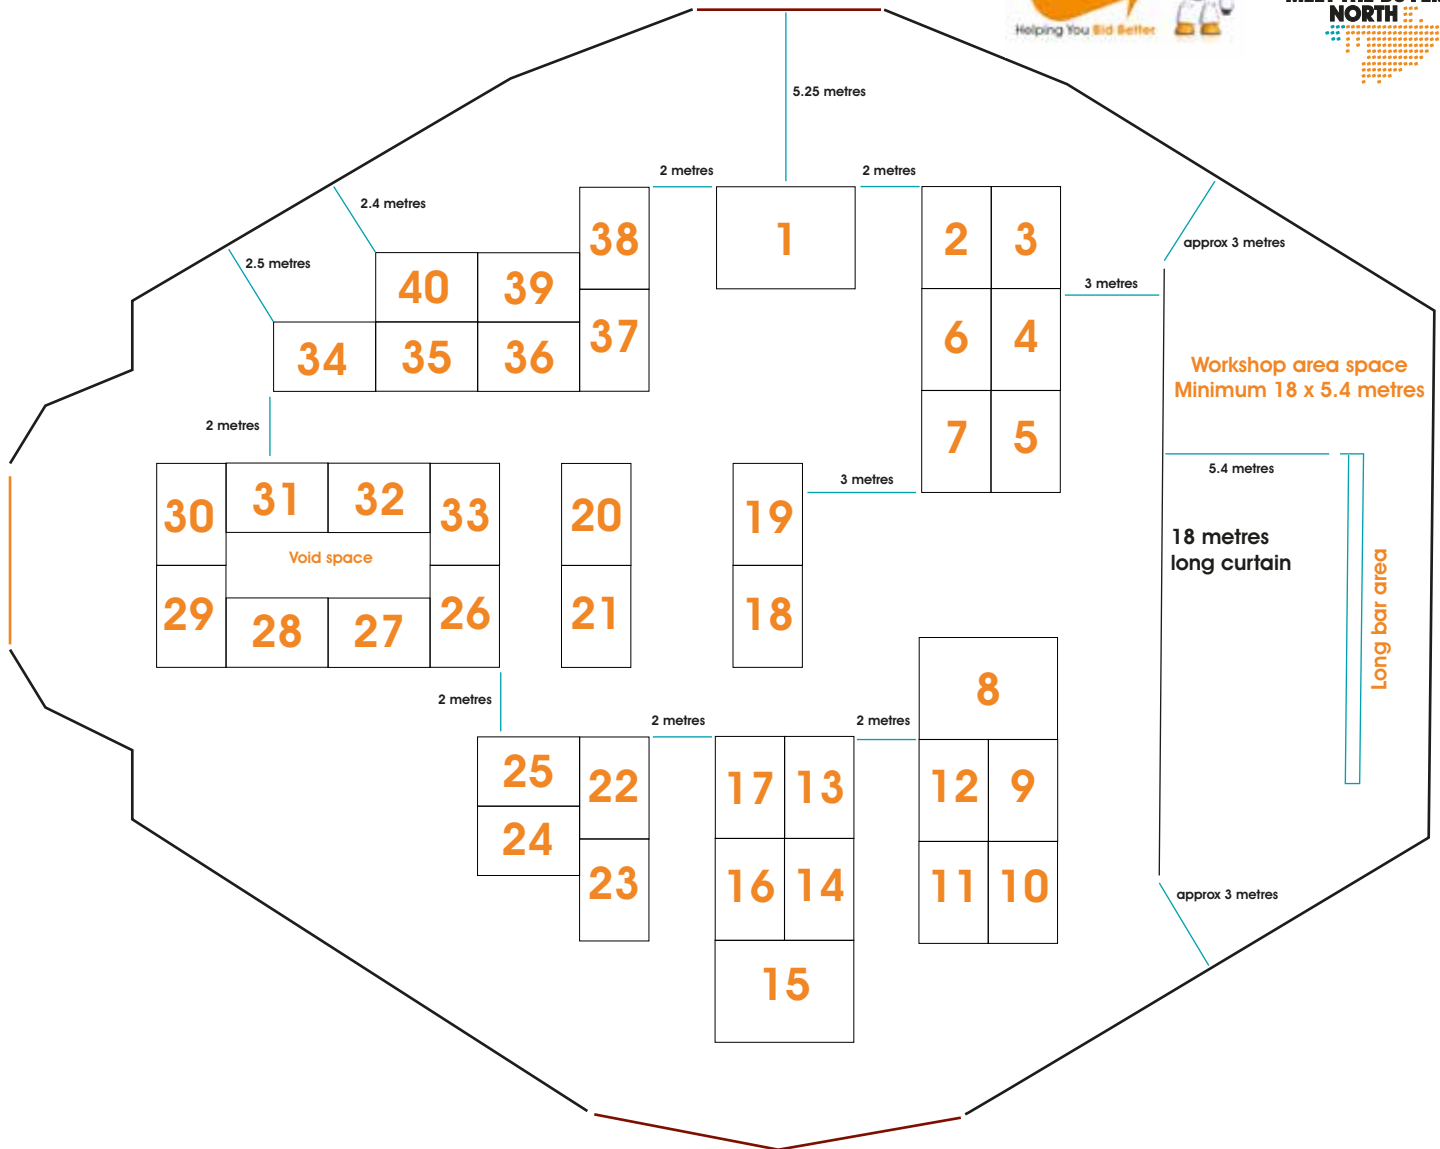 Helping You Bid Better
NORTH
5.25 metres
2 metres
2 metres
2.4 metres
2.5 metres
38
1
2
3
approx 3 metres
40
39
3 metres
37
6
4
34
35
36
Workshop area space
Minimum 18 x 5.4 metres
2 metres
7
5
5.4 metres
3 metres
30
31
32
33
20
19
18 metres
long curtain
Void space
Long bar area
29
28
27
26
21
18
2 metres
8
2 metres
2 metres
25
22
17
13
12
9
24
23
16
14
11
10
approx 3 metres
15